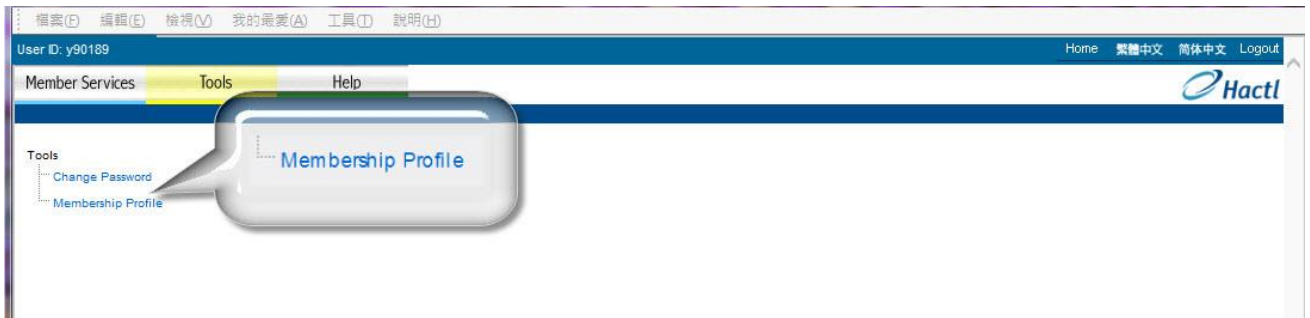 檔案(F) 編輯(E) 檢視(V) 我的最愛(A) 工具(T) 說明(H)
User ID: y90189 Home 繁體中文 简体中文 Logout
Member Services Tools Help Hactl
Tools
Change Password
Membership Profile
Membership Profile